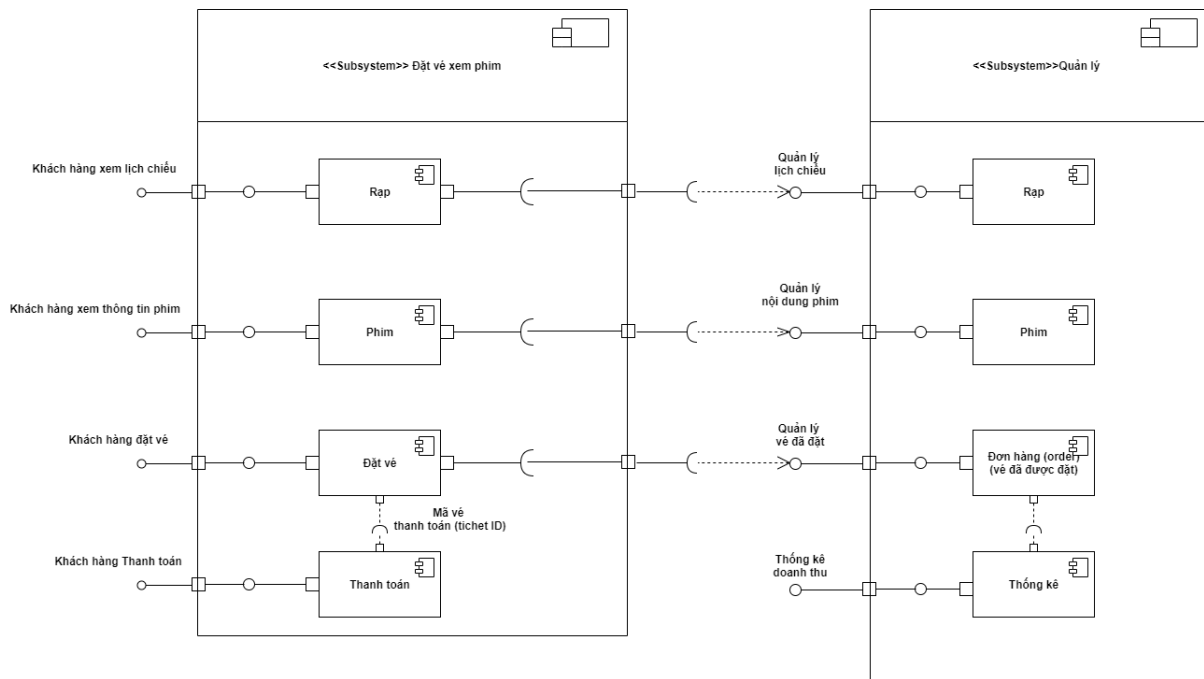 <<Subsystem>> Đặt vé xem phim
<<Subsystem>>Quản lý
Khách hàng xem lịch chiếu
Rạp
Quản lý
lịch chiếu
Rạp
Khách hàng xem thông tin phim
Phim
Quản lý
nội dung phim
Phim
Khách hàng đặt vé
Đặt vé
Quản lý
vé đã đặt
Đơn hàng (order)
(vé đã được đặt)
Mã vé
thanh toán (tichet ID)
Khách hàng Thanh toán
Thanh toán
Thống kê
doanh thu
Thống kê